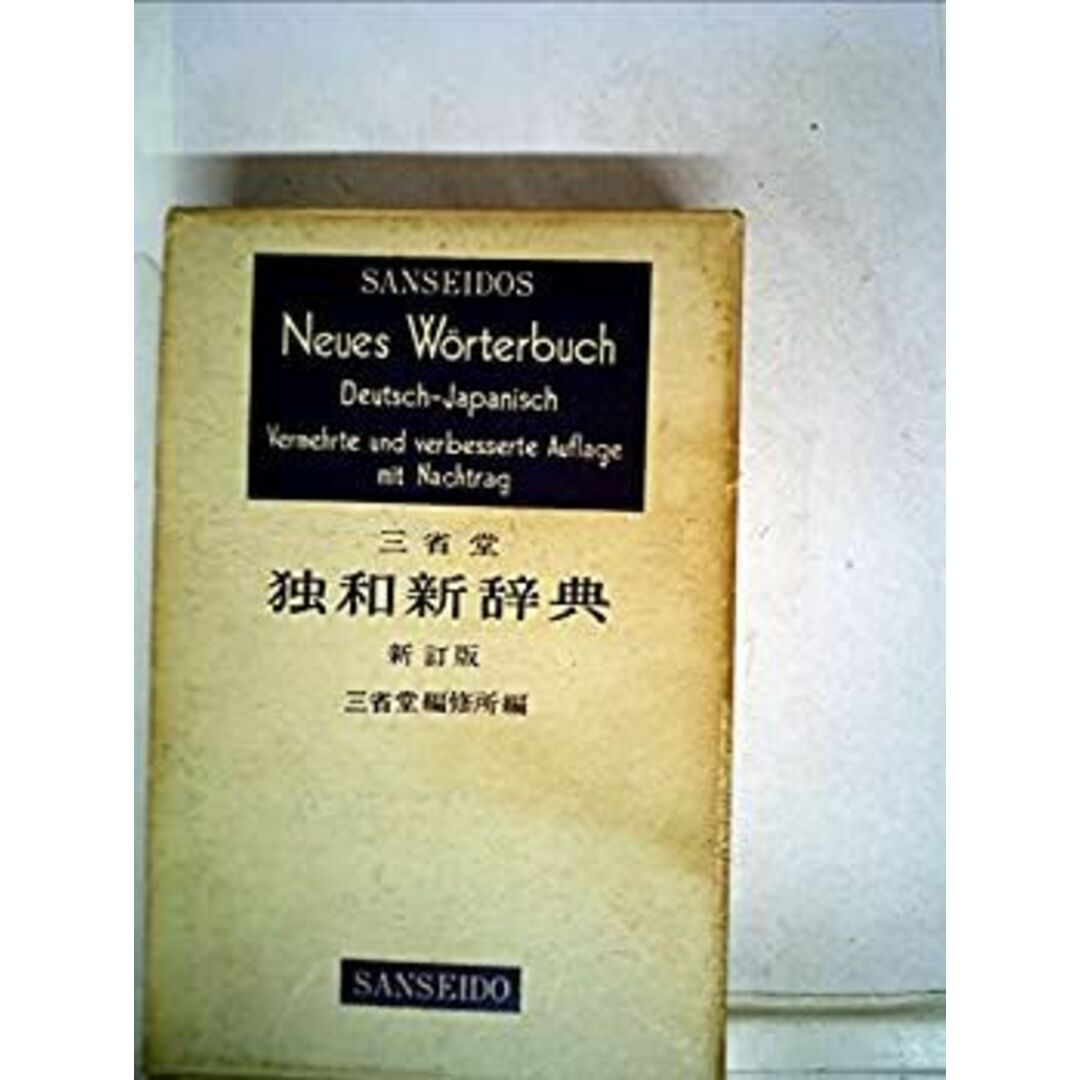 SANSEIDOS
Neues Wörterbuch
Deutsch-Japanisch
Vermehrte und verbesserte Auflage
mit Nachtrag
三省堂
独和新辞典
新訂版
三省堂編修所編
SANSEIDO